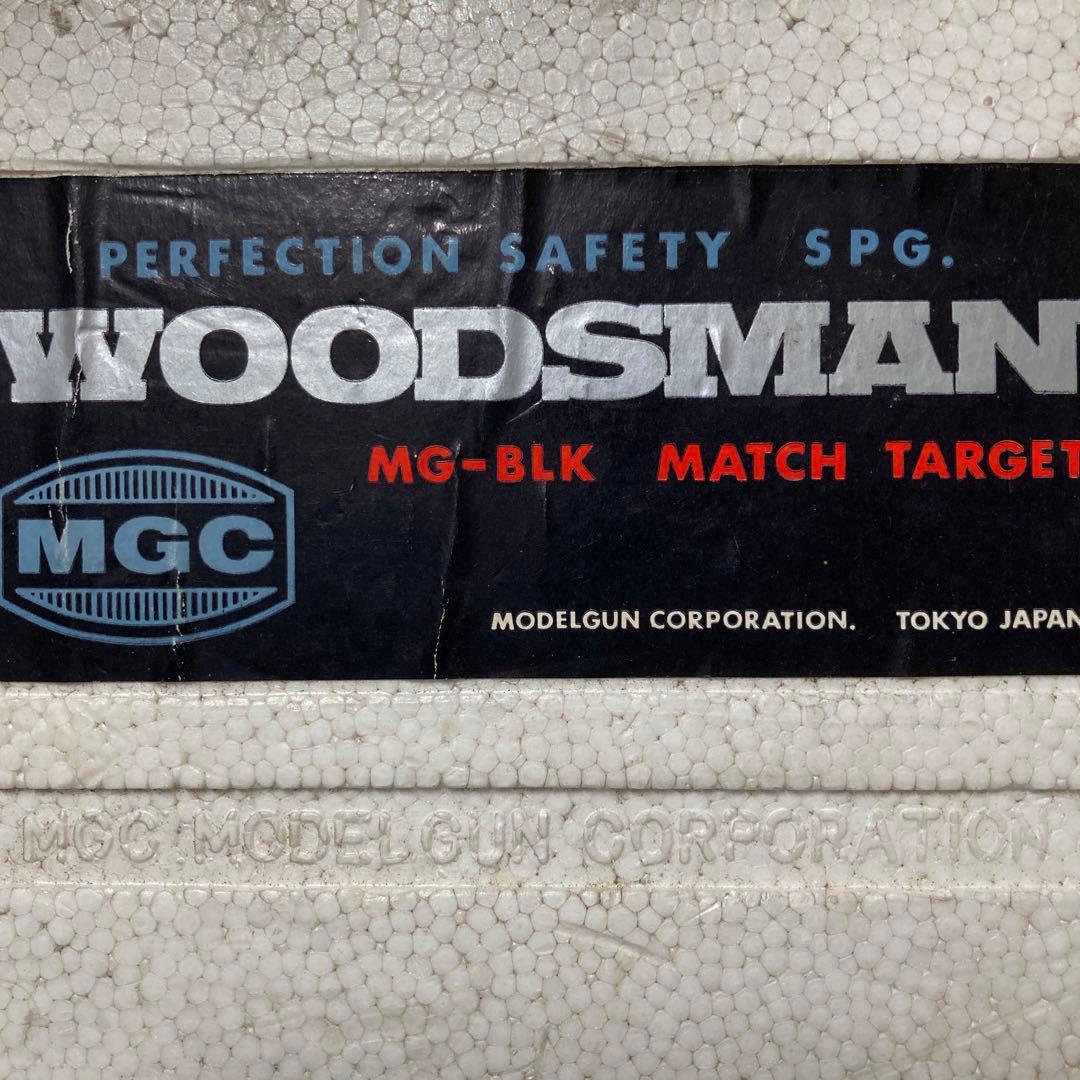 PERFECTION SAFETY SPG.
WOODSMAN
MG-BLK MATCH TARGET
MGC
MODELGUN CORPORATION. TOKYO JAPAN
MGC MODELGUN CORPORATION